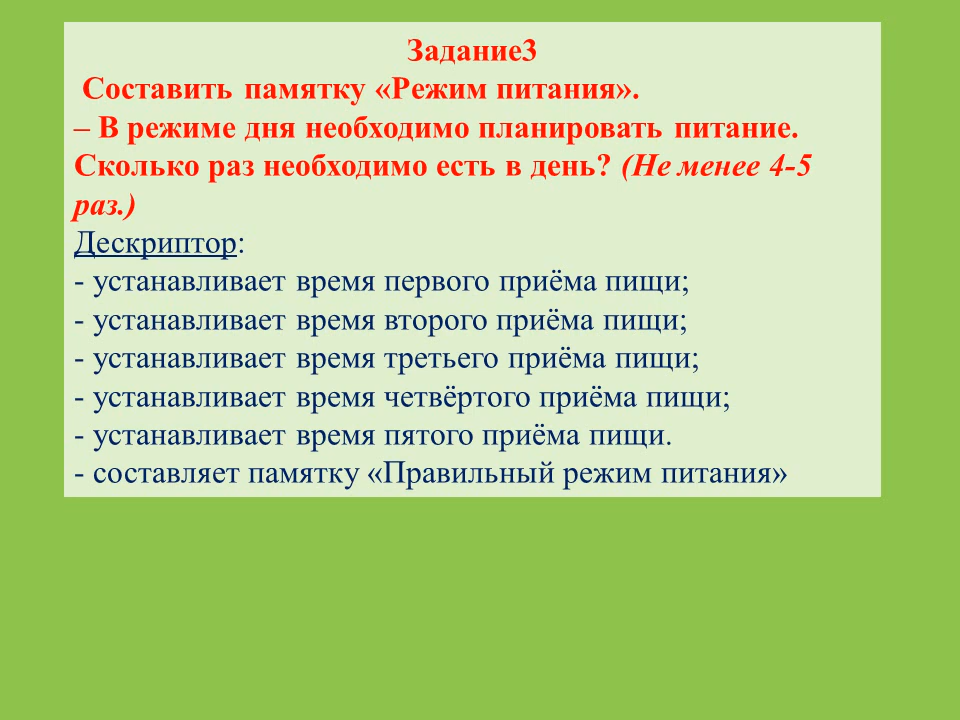 Задание3
Составить памятку «Режим питания».
– В режиме дня необходимо планировать питание.
Сколько раз необходимо есть в день? (Не менее 4-5
раз.)
Дескриптор:
- устанавливает время первого приёма пищи;
- устанавливает время второго приёма пищи;
- устанавливает время третьего приёма пищи;
- устанавливает время четвёртого приёма пищи;
- устанавливает время пятого приёма пищи.
- составляет памятку «Правильный режим питания»